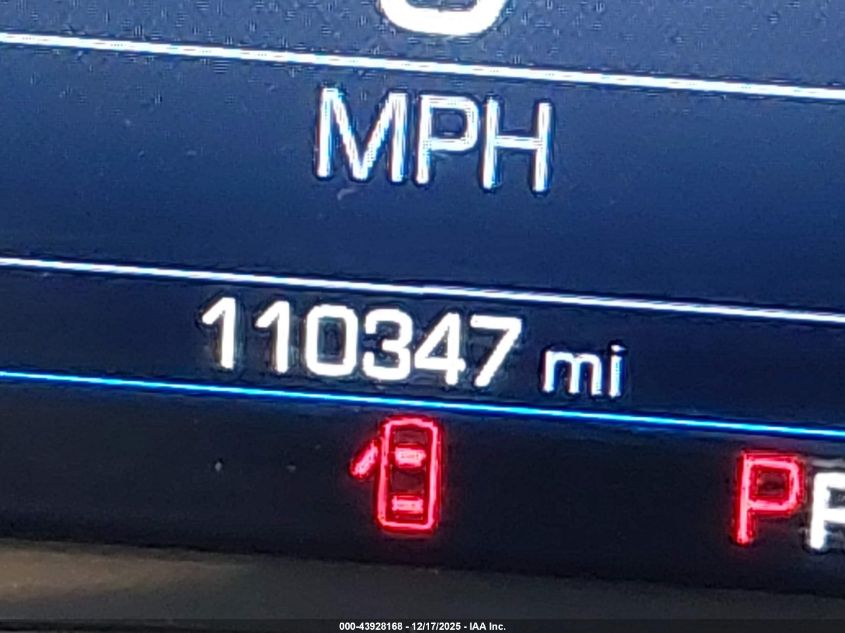 MPH
110347 mi
P
000-43928168 - 12/17/2025 - IAA Inc.